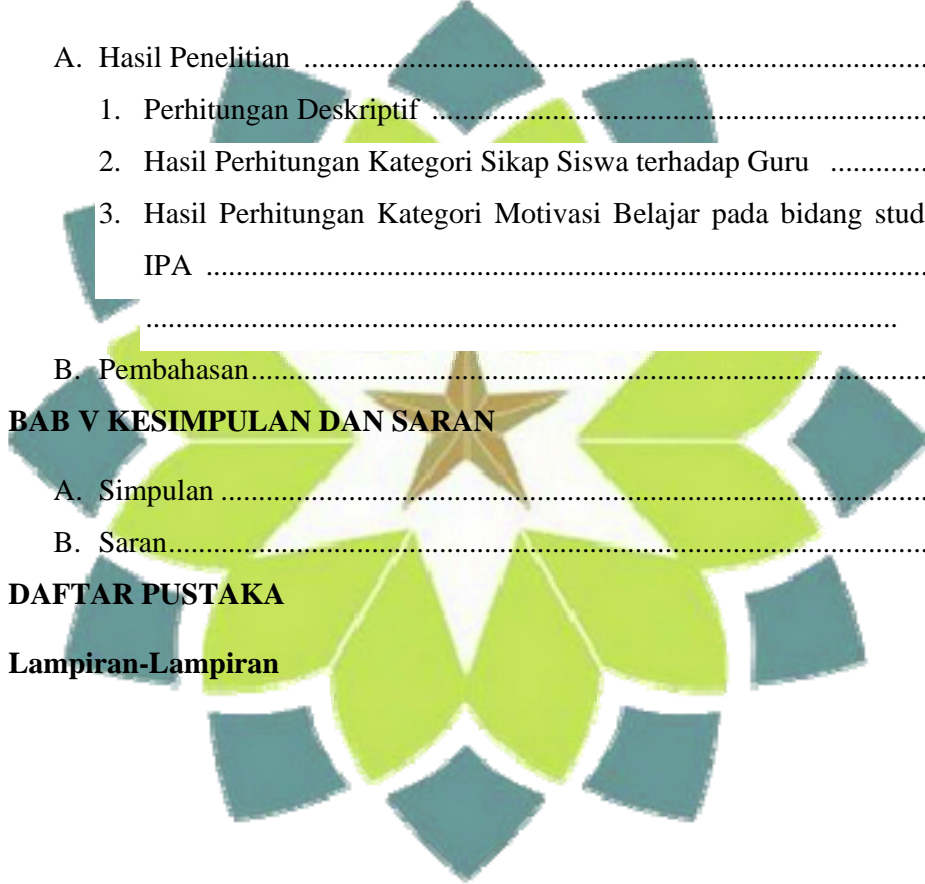 A. Hasil Penelitian ....................................................................................
1. Perhitungan Deskriptif ..................................................................
2. Hasil Perhitungan Kategori Sikap Siswa terhadap Guru .............
3. Hasil Perhitungan Kategori Motivasi Belajar pada bidang stud
IPA ................................................................................................
....................................................................................................
B. Pembahasan..........................................................................................
BAB V KESIMPULAN DAN SARAN
A. Simpulan ..............................................................................................
B. Saran.....................................................................................................
DAFTAR PUSTAKA
Lampiran-Lampiran